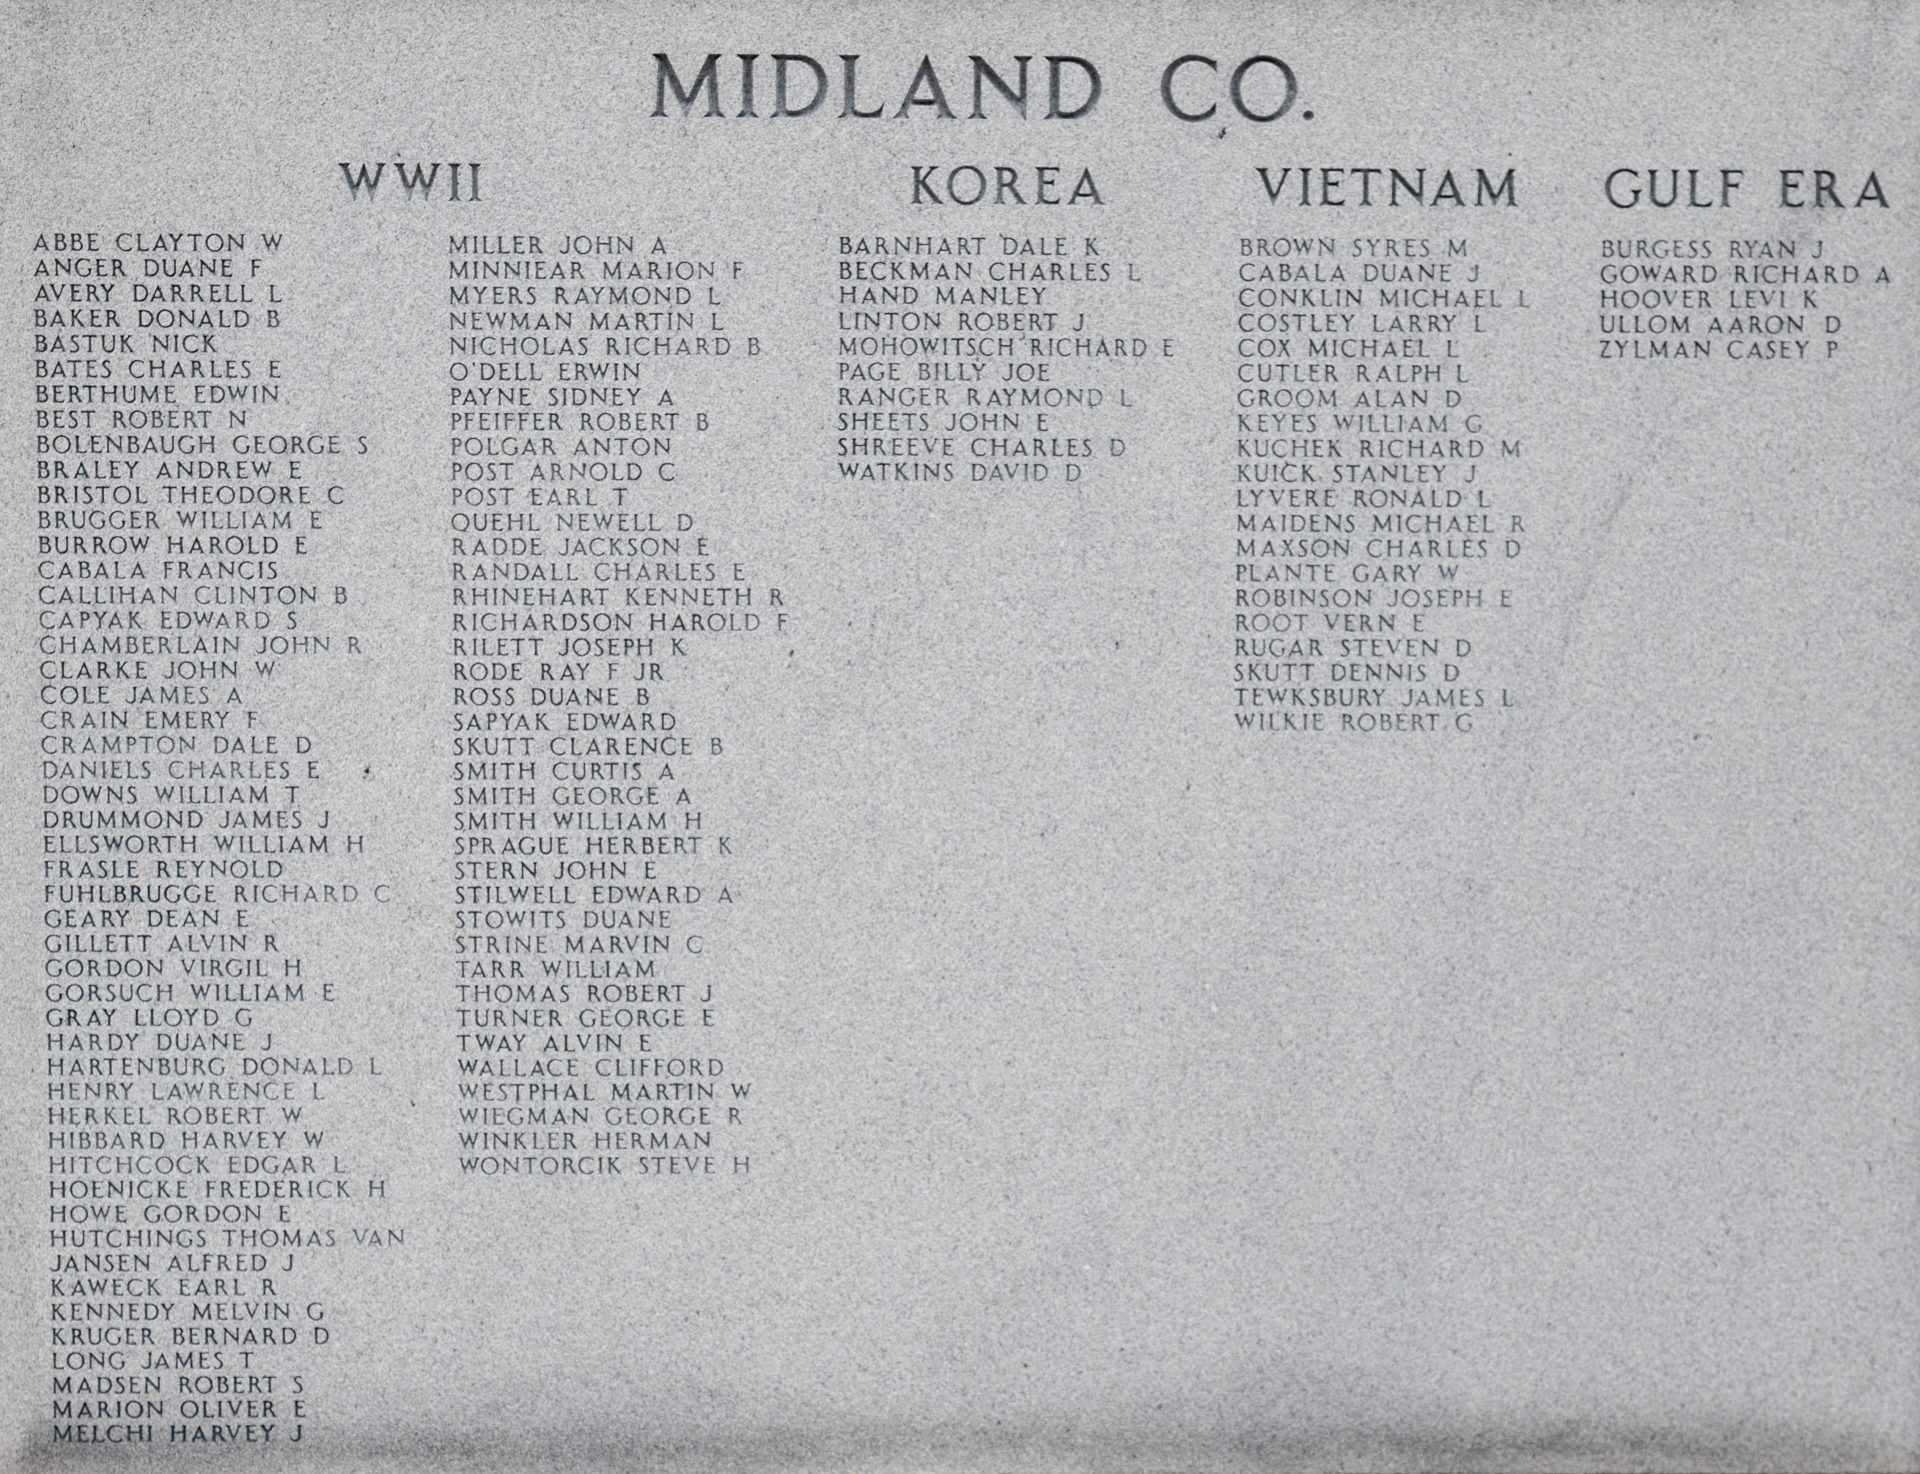 MIDLAND CO.
WWII
ABBE CLAYTON W
ANGER DUANE F
AVERY DARRELL L
BAKER DONALD B
BASTUK NICK
BATES CHARLES E
BERTHUME EDWIN
BEST ROBERT N
BOLENBAUGH GEORGE S
BRALEY ANDREW E
BRISTOL THEODORE C
BRUGGER WILLIAM E
BURROW HAROLD E
CABALA FRANCIS
CALLIHAN CLINTON B
CAPYAK EDWARD S
CHAMBERLAIN JOHN R
CLARKE JOHN W
COLE JAMES A
CRAIN EMERY F
CRAMPTON DALE D
DANIELS CHARLES E
DOWNS WILLIAM T
DRUMMOND JAMES J
ELLSWORTH WILLIAM H
FRASLE REYNOLD
FUHLBRUGGE RICHARD C
GEARY DEAN E
GILLETT ALVIN R
GORDON VIRGIL H
GORSUCH WILLIAM E
GRAY LLOYD G
HARDY DUANE J
HARTENBURG DONALD L
HENRY LAWRENCE L
HERKEL ROBERT W
HIBBARD HARVEY W
HITCHCOCK EDGAR L
HOENICKE FREDERICK H
HOWE GORDON E
HUTCHINGS THOMAS VAN
JANSEN ALFRED J
KAWECK EARL R
KENNEDY MELVIN G
KRUGER BERNARD D
LONG JAMES T
MADSEN ROBERT S
MARION OLIVER E
MELCHI HARVEY J
MILLER JOHN A
MINNIEAR MARION F
MYERS RAYMOND L
NEWMAN MARTIN L
NICHOLAS RICHARD B
O'DELL ERWIN
PAYNE SIDNEY A
PFEIFFER ROBERT B
POLGAR ANTON
POST ARNOLD C
POST EARL T
QUEHL NEWELL D
RADDE JACKSON E
RANDALL CHARLES E
RHINEHART KENNETH R
RICHARDSON HAROLD F
RILETT JOSEPH K
RODE RAY F JR
ROSS DUANE B
SAPYAK EDWARD
SKUTT CLARENCE B
SMITH CURTIS A
SMITH GEORGE A
SMITH WILLIAM H
SPRAGUE HERBERT K
STERN JOHN E
STILWELL EDWARD A
STOWITS DUANE
STRINE MARVIN C
TARR WILLIAM
THOMAS ROBERT J
TURNER GEORGE E
TWAY ALVIN E
WALLACE CLIFFORD
WESTPHAL MARTIN W
WIEGMAN GEORGE R
WINKLER HERMAN
WONTORCIK STEVE H
KOREA
BARNHART DALE K
BECKMAN CHARLES L
HAND MANLEY
LINTON ROBERT J
MOHOWITSCH RICHARD E
PAGE BILLY JOE
RANGER RAYMOND L
SHEETS JOHN E
SHREEVE CHARLES D
WATKINS DAVID D
VIETNAM
BROWN SYRES M
CABALA DUANE J
CONKLIN MICHAEL L
COSTLEY LARRY L
COX MICHAEL L
CUTLER RALPH L
GROOM ALAN D
KEYES WILLIAM G
KUCHEK RICHARD M
KUICK STANLEY J
LYVERE RONALD L
MAIDENS MICHAEL R
MAXSON CHARLES D
PLANTE GARY W
ROBINSON JOSEPH E
ROOT VERN E
RUGAR STEVEN D
SKUTT DENNIS D
TEWKSBURY JAMES L
WILKIE ROBERT G
GULF ERA
BURGESS RYAN J
GOWARD RICHARD A
HOOVER LEVI K
ULLOM AARON D
ZYLMAN CASEY P